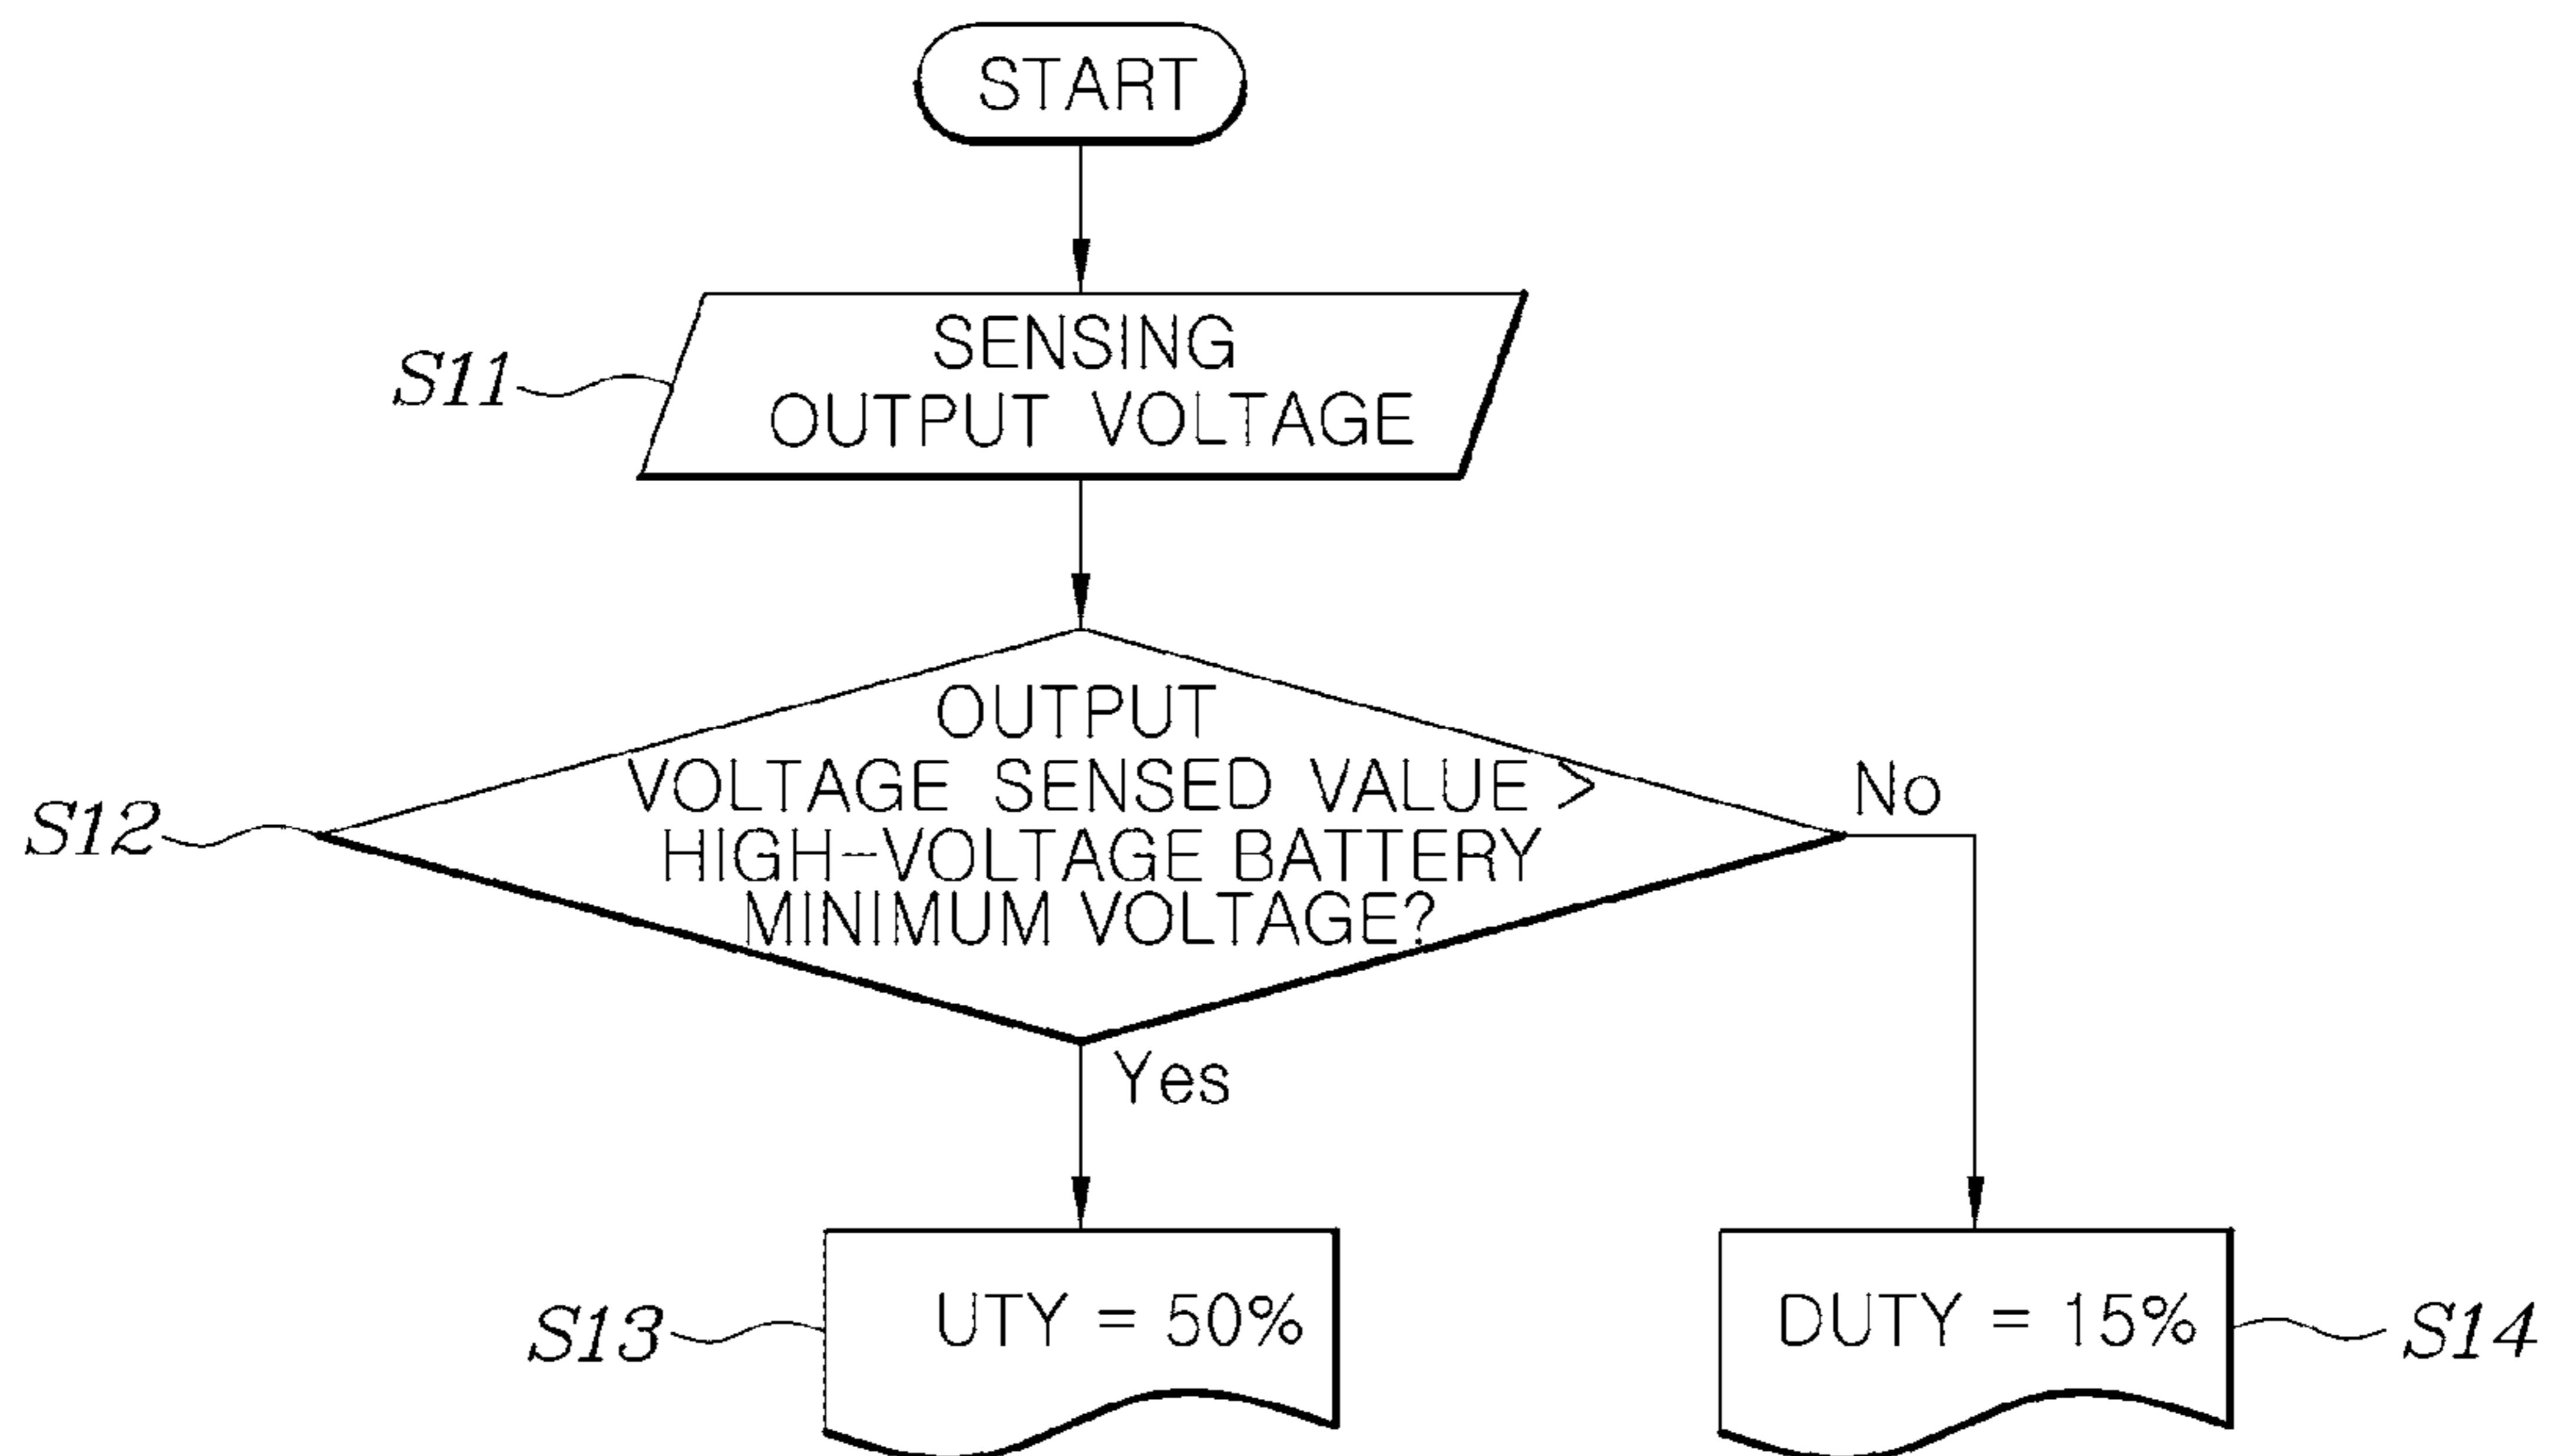 START
S11
SENSING
OUTPUT VOLTAGE
S12
OUTPUT
VOLTAGE SENSED VALUE >
HIGH-VOLTAGE BATTERY
MINIMUM VOLTAGE?
No
Yes
S13
UTY = 50%
DUTY = 15%
S14